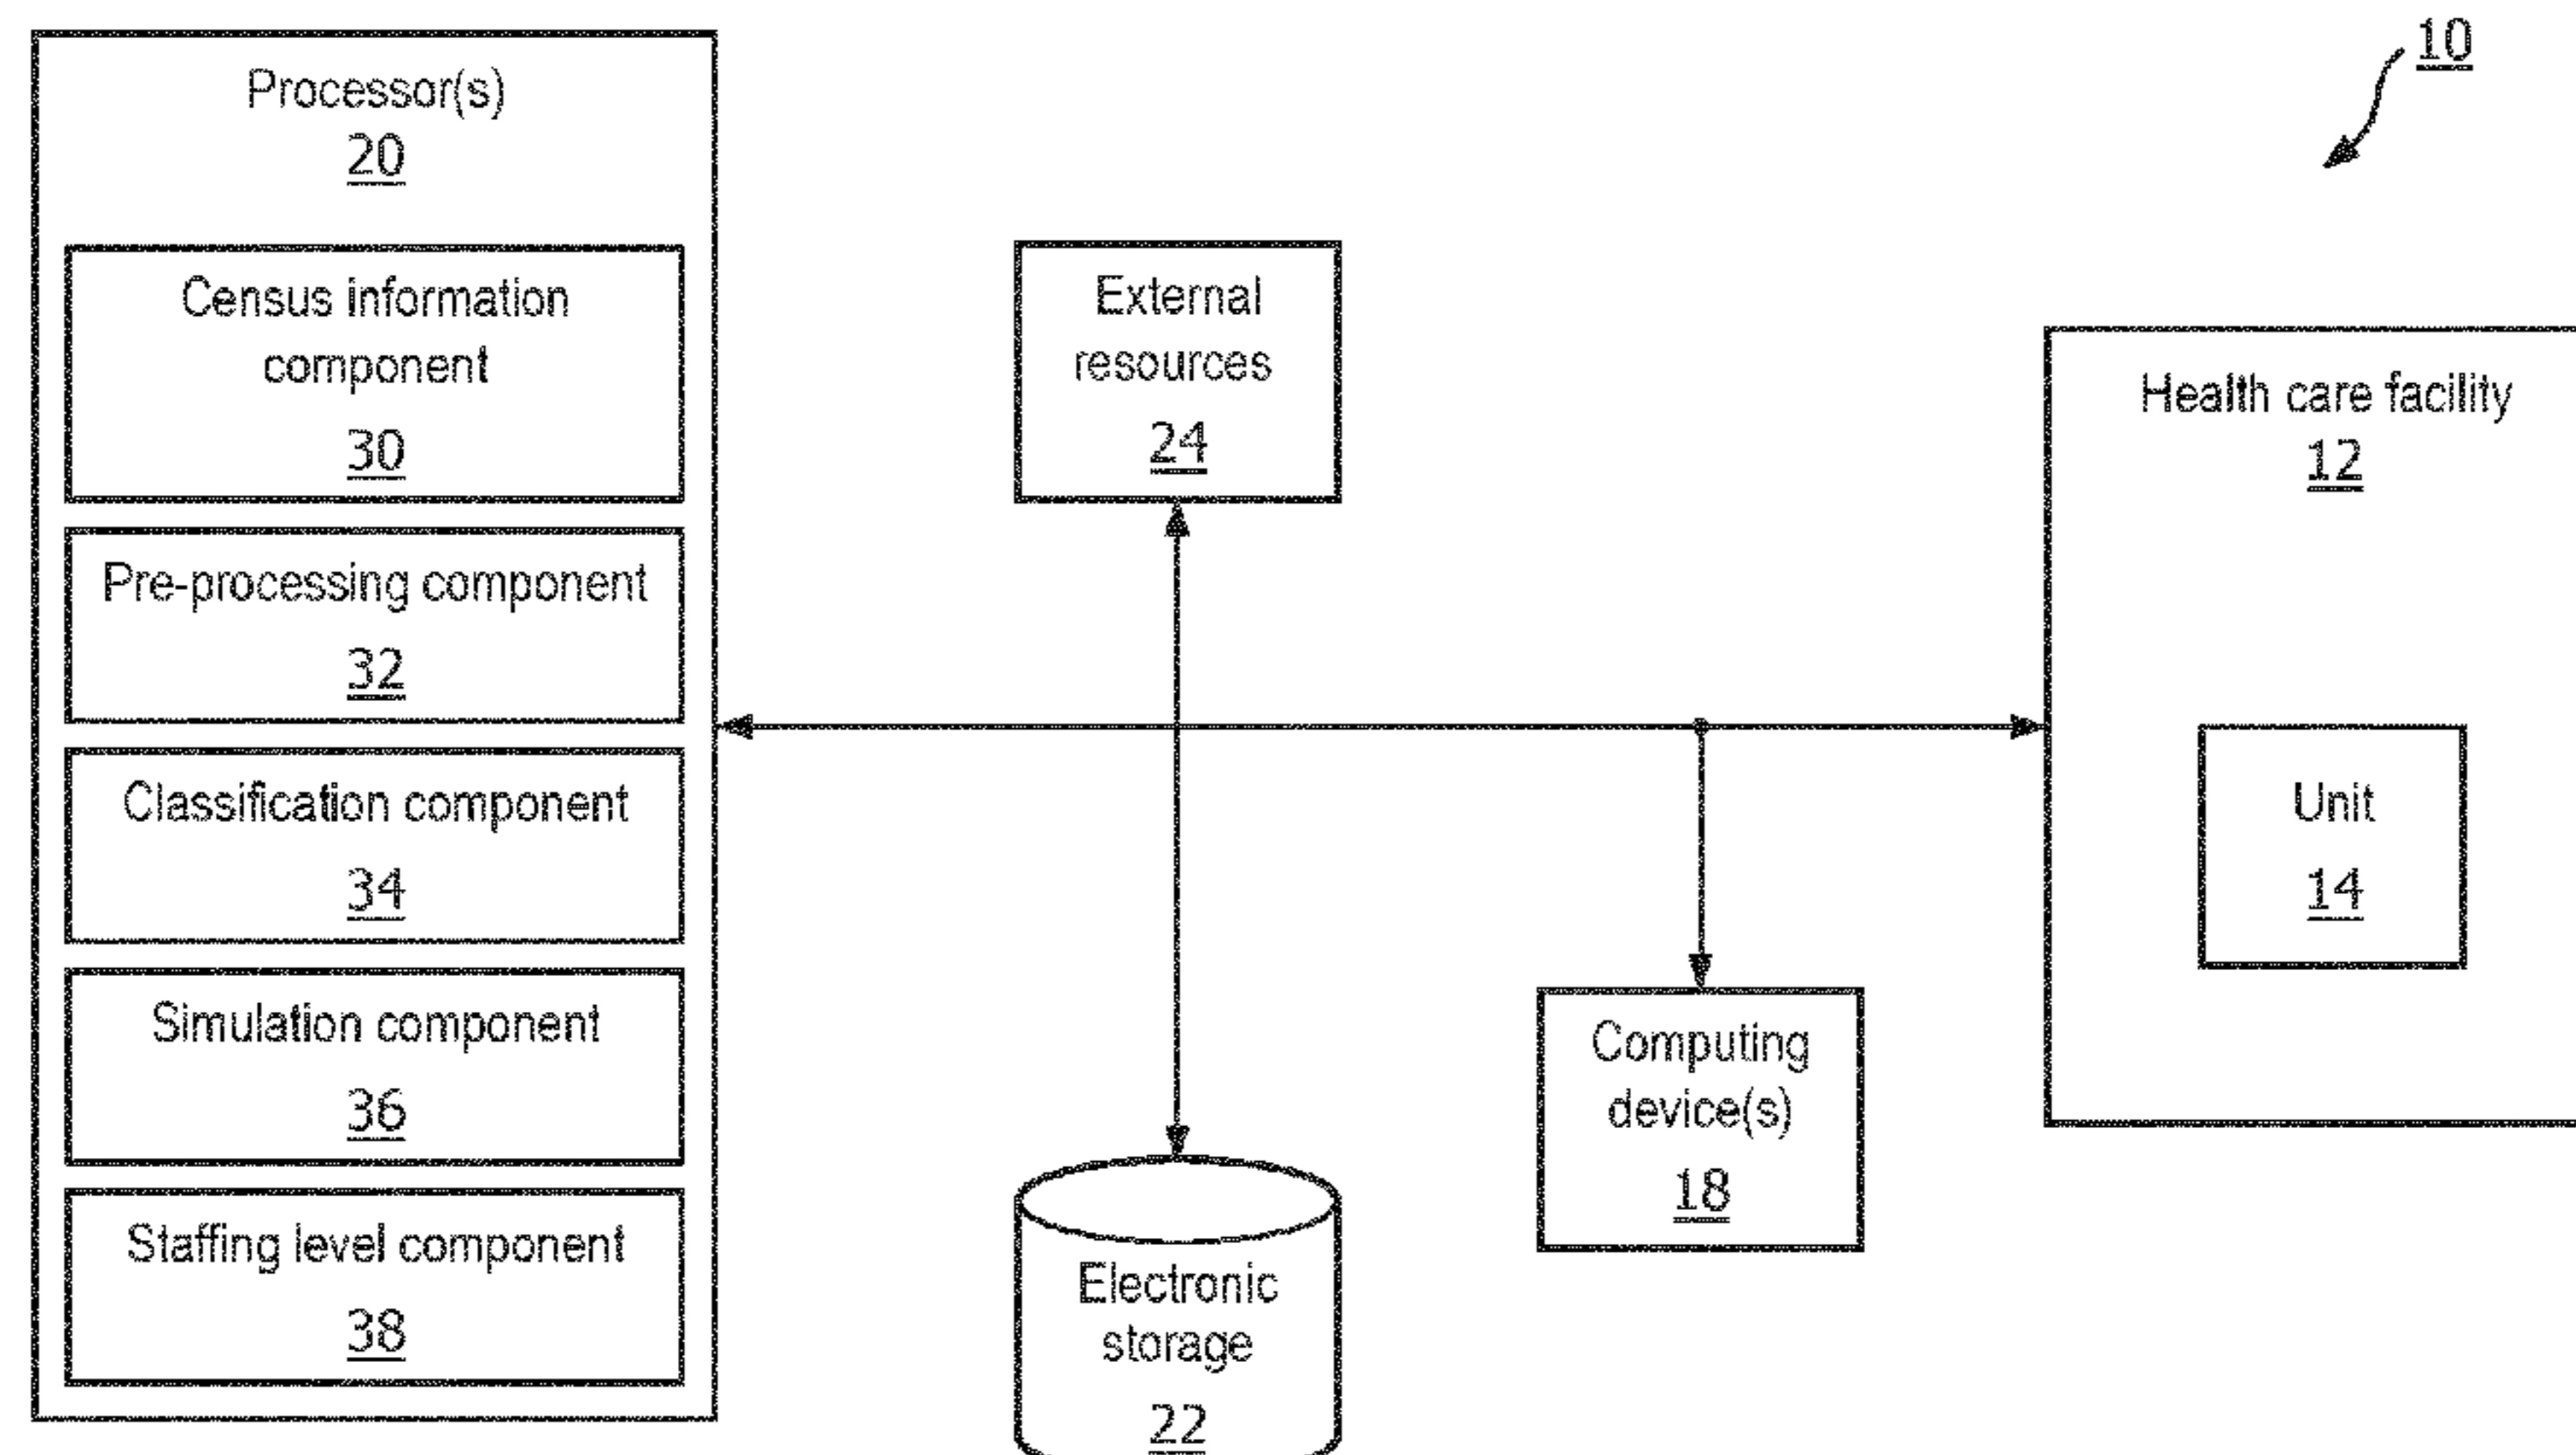 10
Processor(s)
20
Census information
component
30
Pre-processing component
32
Classification component
34
Simulation component
36
Staffing level component
38
External
resources
24
Electronic
storage
22
Computing
device(s)
18
Health care facility
12
Unit
14